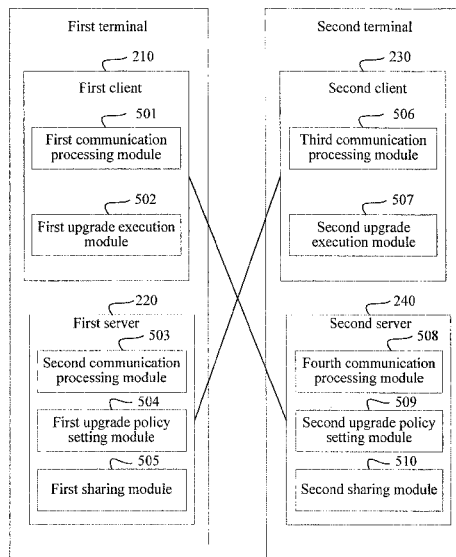 First terminal
210
First client
501
First communication
processing module
502
First upgrade execution
module
220
First server
503
Second communication
processing module
504
First upgrade policy
setting module
505
First sharing module
Second terminal
230
Second client
506
Third communication
processing module
507
Second upgrade
execution module
240
Second server
508
Fourth communication
processing module
509
Second upgrade policy
setting module
510
Second sharing module